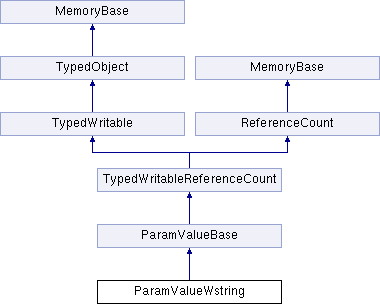 MemoryBase
TypedObject MemoryBase
TypedWritable ReferenceCount
TypedWritableReferenceCount
ParamValueBase
ParamValueWstring